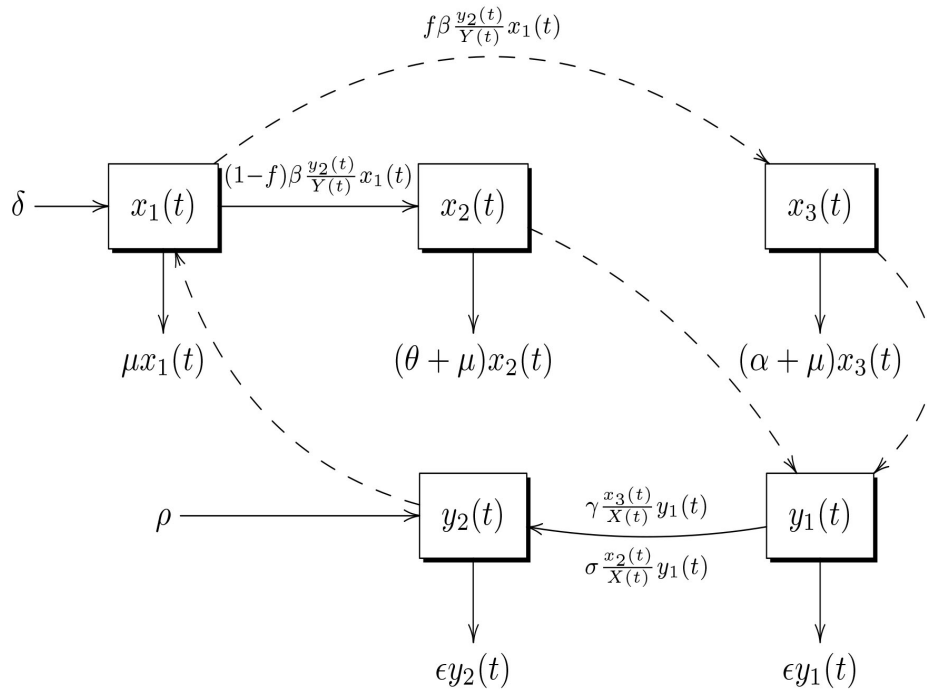 fβ y₂(t)/Y(t) x₁(t)
(1−f)β y₂(t)/Y(t) x₁(t)
δ
x₁(t)
x₂(t)
x₃(t)
μx₁(t)
(θ + μ)x₂(t)
(α + μ)x₃(t)
ρ
y₂(t)
γ x₃(t)/X(t) y₁(t)
σ x₂(t)/X(t) y₁(t)
y₁(t)
ϵy₂(t)
ϵy₁(t)